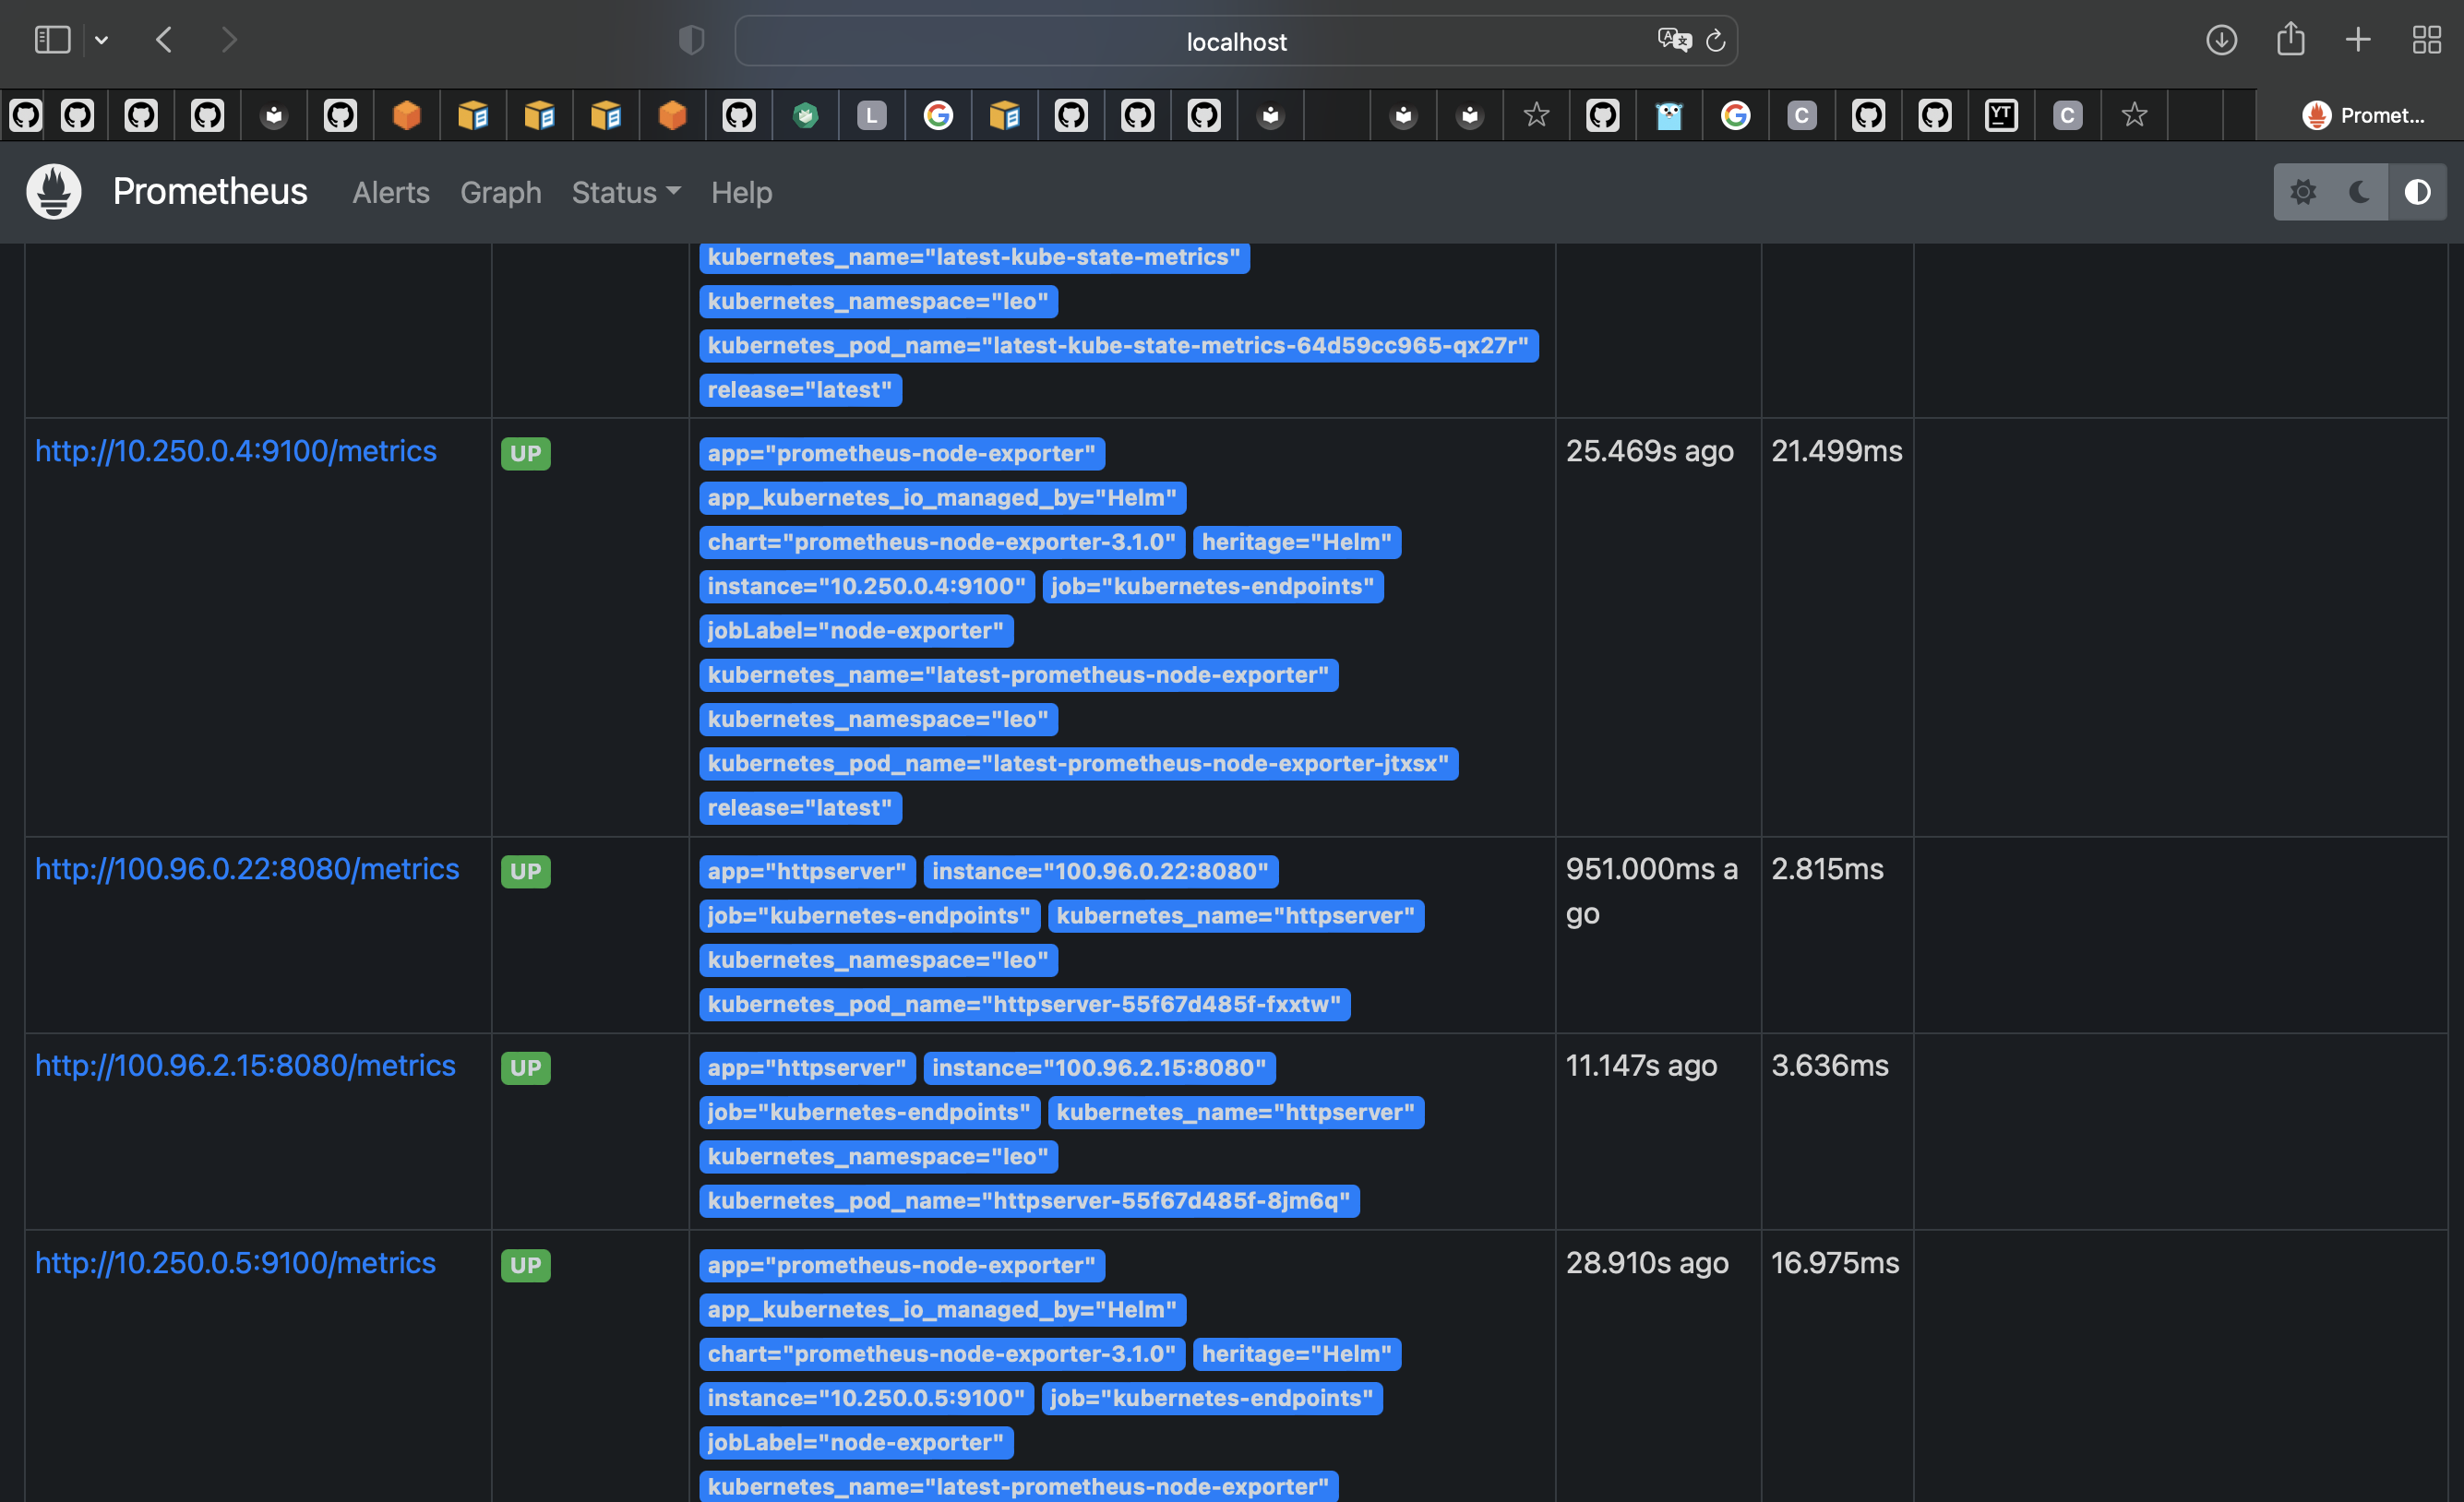 localhost
L
C
YT
C
Promet...
Prometheus Alerts Graph Status Help
kubernetes_name="latest-kube-state-metrics"
kubernetes_namespace="leo"
kubernetes_pod_name="latest-kube-state-metrics-64d59cc965-qx27r"
release="latest"
http://10.250.0.4:9100/metrics UP app="prometheus-node-exporter" 25.469s ago 21.499ms
app_kubernetes_io_managed_by="Helm"
chart="prometheus-node-exporter-3.1.0" heritage="Helm"
instance="10.250.0.4:9100" job="kubernetes-endpoints"
jobLabel="node-exporter"
kubernetes_name="latest-prometheus-node-exporter"
kubernetes_namespace="leo"
kubernetes_pod_name="latest-prometheus-node-exporter-jtxsx"
release="latest"
http://100.96.0.22:8080/metrics UP app="httpserver" instance="100.96.0.22:8080" 951.000ms a 2.815ms
job="kubernetes-endpoints" kubernetes_name="httpserver" go
kubernetes_namespace="leo"
kubernetes_pod_name="httpserver-55f67d485f-fxxtw"
http://100.96.2.15:8080/metrics UP app="httpserver" instance="100.96.2.15:8080" 11.147s ago 3.636ms
job="kubernetes-endpoints" kubernetes_name="httpserver"
kubernetes_namespace="leo"
kubernetes_pod_name="httpserver-55f67d485f-8jm6q"
http://10.250.0.5:9100/metrics UP app="prometheus-node-exporter" 28.910s ago 16.975ms
app_kubernetes_io_managed_by="Helm"
chart="prometheus-node-exporter-3.1.0" heritage="Helm"
instance="10.250.0.5:9100" job="kubernetes-endpoints"
jobLabel="node-exporter"
kubernetes_name="latest-prometheus-node-exporter"